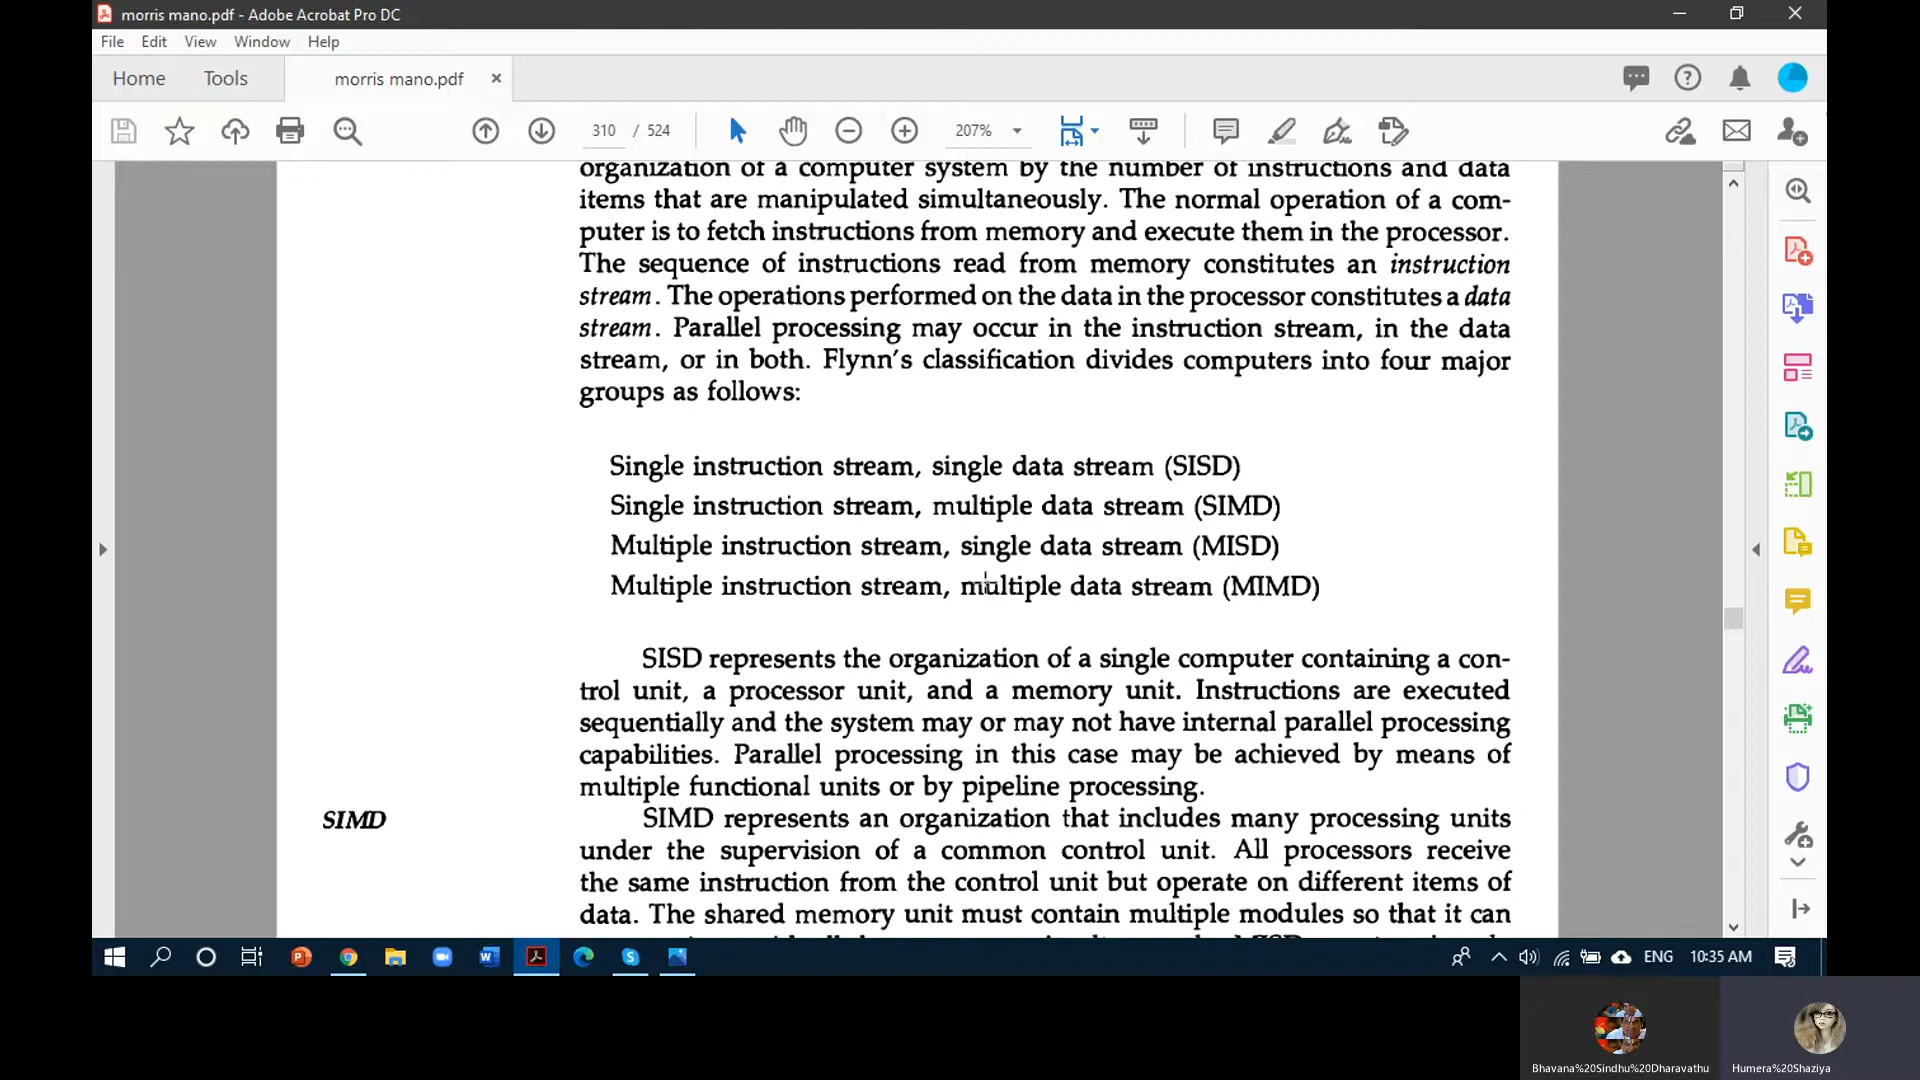 morris mano.pdf - Adobe Acrobat Pro DC
File Edit View Window Help
Home Tools morris mano.pdf
310 / 524 207%
organization of a computer system by the number of instructions and data
items that are manipulated simultaneously. The normal operation of a com-
puter is to fetch instructions from memory and execute them in the processor.
The sequence of instructions read from memory constitutes an instruction
stream. The operations performed on the data in the processor constitutes a data
stream. Parallel processing may occur in the instruction stream, in the data
stream, or in both. Flynn's classification divides computers into four major
groups as follows:
Single instruction stream, single data stream (SISD)
Single instruction stream, multiple data stream (SIMD)
Multiple instruction stream, single data stream (MISD)
Multiple instruction stream, multiple data stream (MIMD)
SISD represents the organization of a single computer containing a con-
trol unit, a processor unit, and a memory unit. Instructions are executed
sequentially and the system may or may not have internal parallel processing
capabilities. Parallel processing in this case may be achieved by means of
multiple functional units or by pipeline processing.
SIMD
SIMD represents an organization that includes many processing units
under the supervision of a common control unit. All processors receive
the same instruction from the control unit but operate on different items of
data. The shared memory unit must contain multiple modules so that it can
ENG 10:35 AM
Bhavana%20Sindhu%20Dharavathu
Humera%20Shaziya